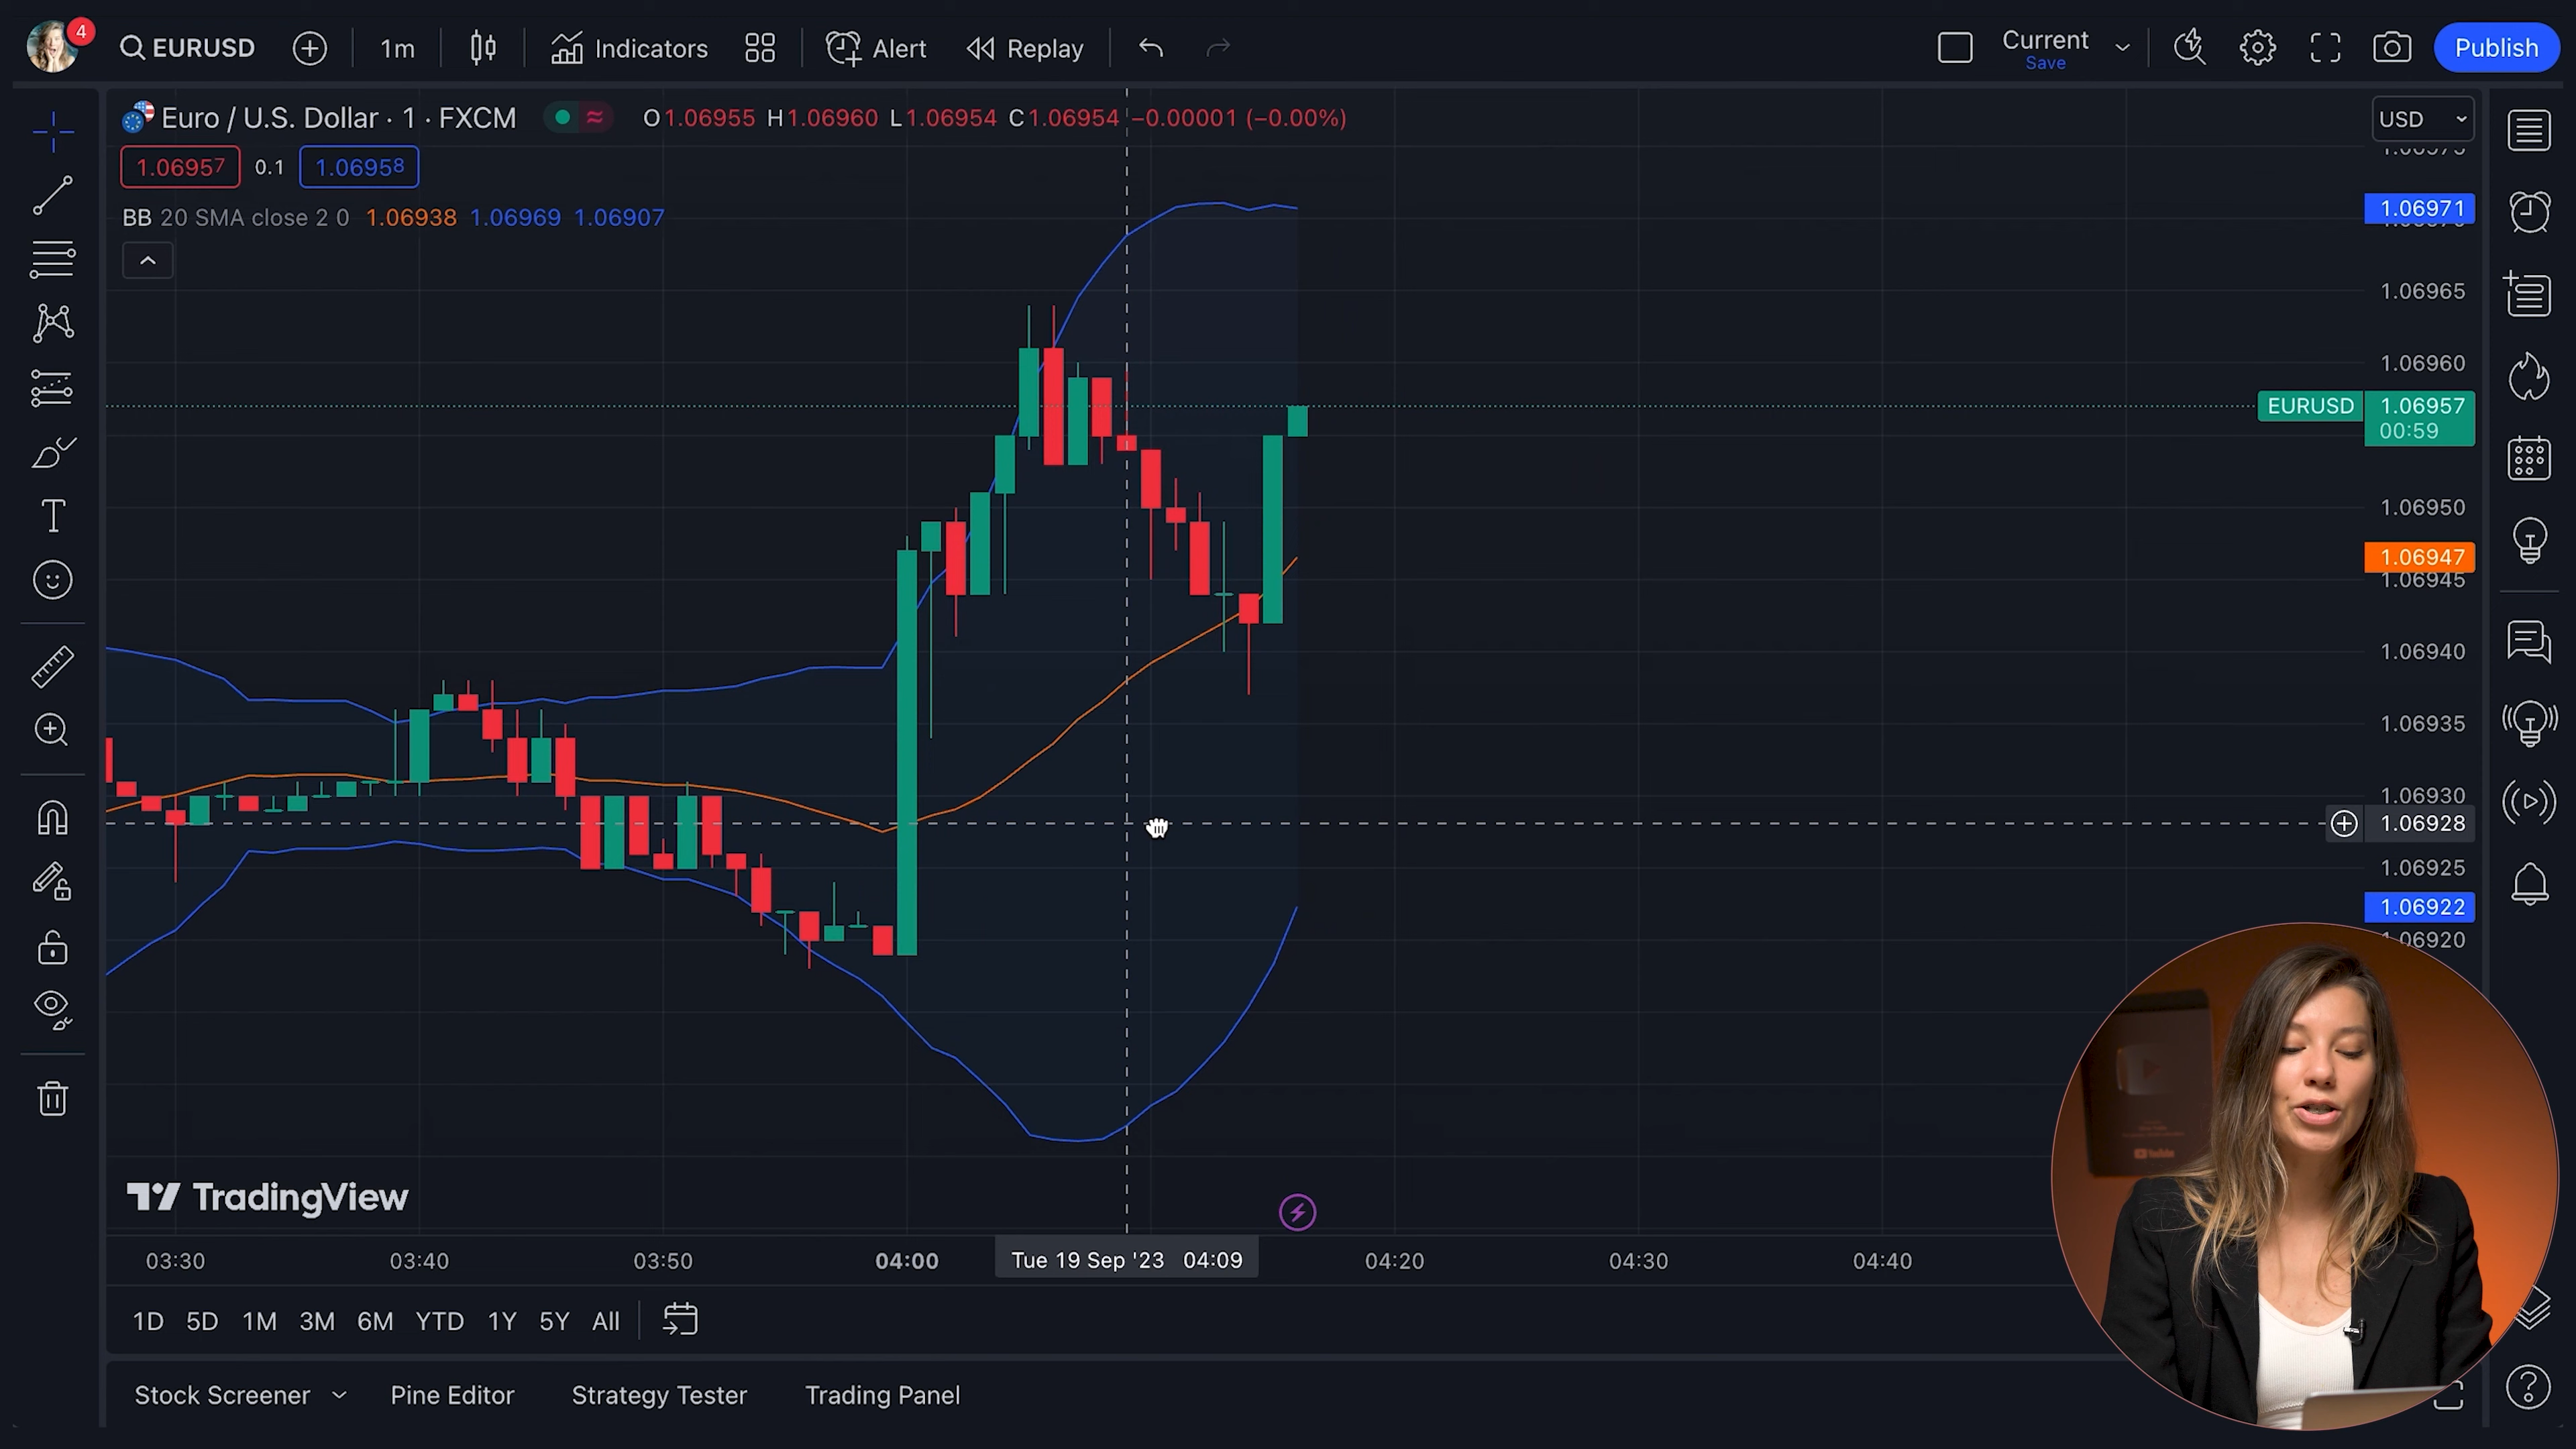 4
EURUSD
1m
Indicators
Alert
Replay
Current
Save
Publish
Euro / U.S. Dollar · 1 · FXCM
O1.06955 H1.06960 L1.06954 C1.06954 −0.00001 (−0.00%)
USD
1.06957 0.1 1.06958
BB 20 SMA close 2 0 1.06938 1.06969 1.06907
1.06971
1.06965
1.06960
EURUSD 1.06957
00:59
1.06950
1.06947
1.06945
1.06940
1.06935
1.06930
1.06928
1.06925
1.06922
1.06920
TradingView
03:30 03:40 03:50 04:00 Tue 19 Sep '23 04:09 04:20 04:30 04:40
1D 5D 1M 3M 6M YTD 1Y 5Y All
Stock Screener Pine Editor Strategy Tester Trading Panel
YouTube